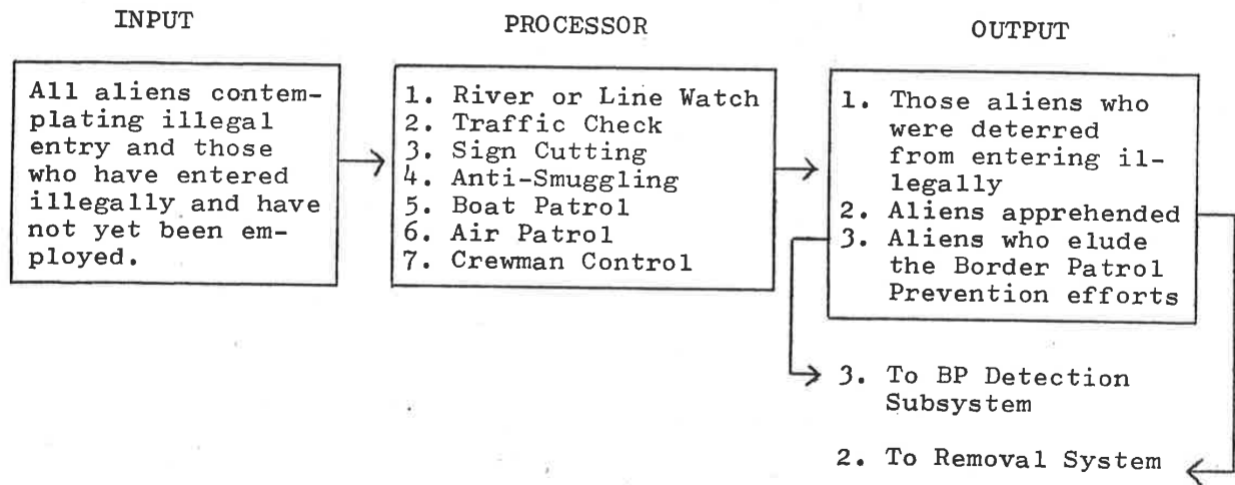 INPUT
All aliens contem-
plating illegal
entry and those
who have entered
illegally and have
not yet been em-
ployed.
PROCESSOR
1. River or Line Watch
2. Traffic Check
3. Sign Cutting
4. Anti-Smuggling
5. Boat Patrol
6. Air Patrol
7. Crewman Control
OUTPUT
1. Those aliens who
were deterred
from entering il-
legally
2. Aliens apprehended
3. Aliens who elude
the Border Patrol
Prevention efforts
3. To BP Detection
Subsystem
2. To Removal System